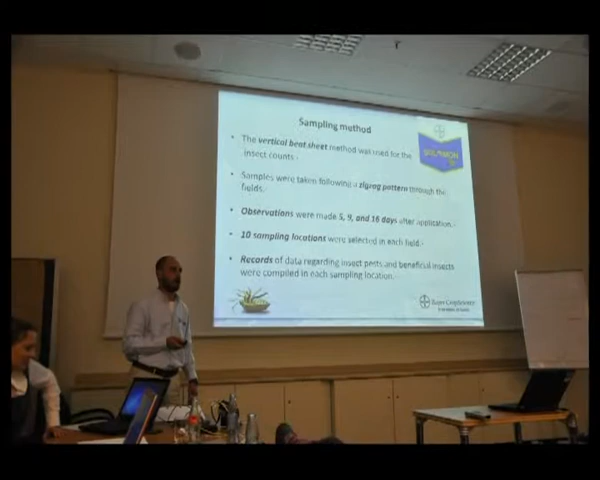 Sampling method
• The vertical beat sheet method was used for the
insect counts.
• Samples were taken following a zigzag pattern through the
fields.
• Observations were made 5, 9, and 16 days after application.
• 10 sampling locations were selected in each field.
• Records of data regarding insect pests and beneficial insects
were compiled in each sampling location.
Bayer CropScience